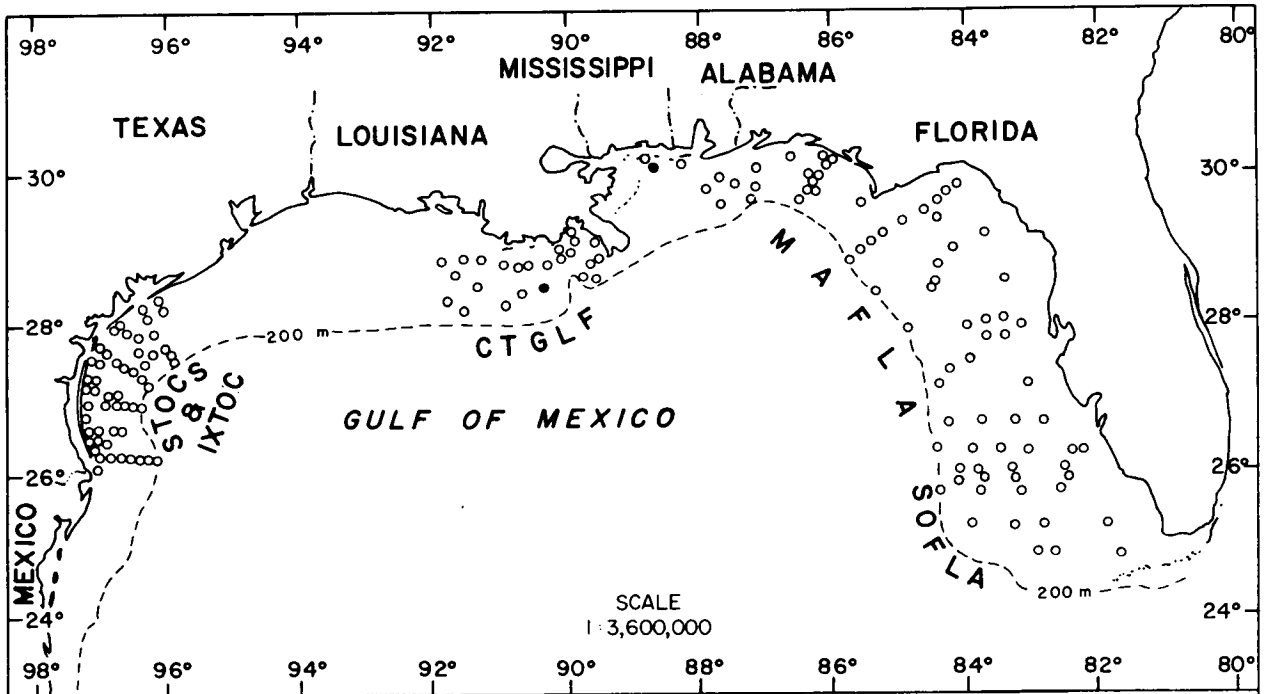 98° 96° 94° 92° 90° 88° 86° 84° 82° 80°
MISSISSIPPI ALABAMA
TEXAS LOUISIANA FLORIDA
30° 30°
28° 28°
200 m
CTGLF
MAFLA
STOCS
&
IXTOC
GULF OF MEXICO
26° 26°
SOFLA
MEXICO
200 m
SCALE
1:3,600,000
24° 24°
98° 96° 94° 92° 90° 88° 86° 84° 82° 80°